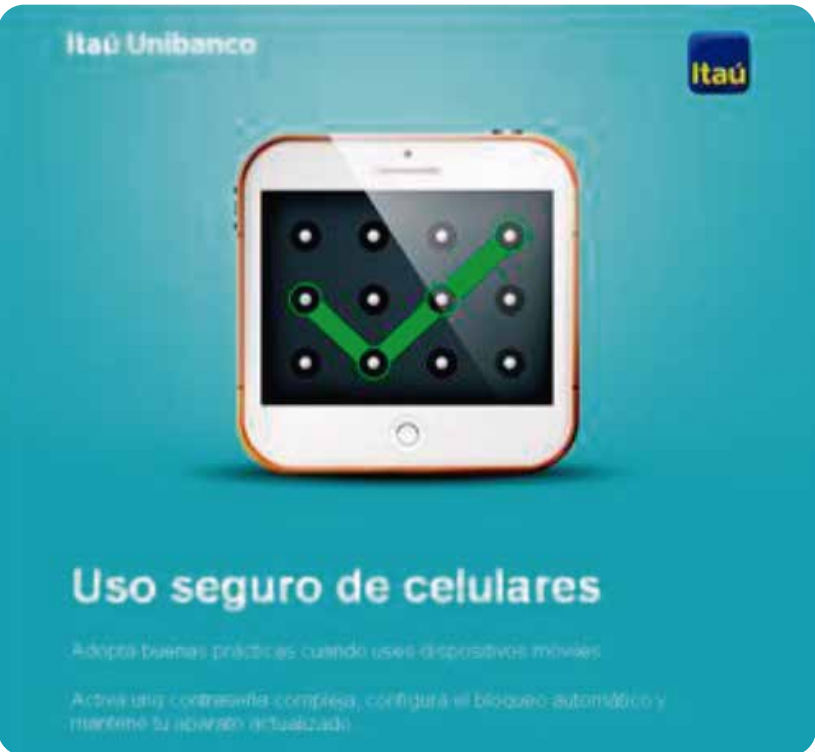 Itaú Unibanco
Itaú
Uso seguro de celulares
Adopta buenas prácticas cuando uses dispositivos móviles
Activa una contraseña compleja, configura el bloqueo automático y
mantené tu aparato actualizado.